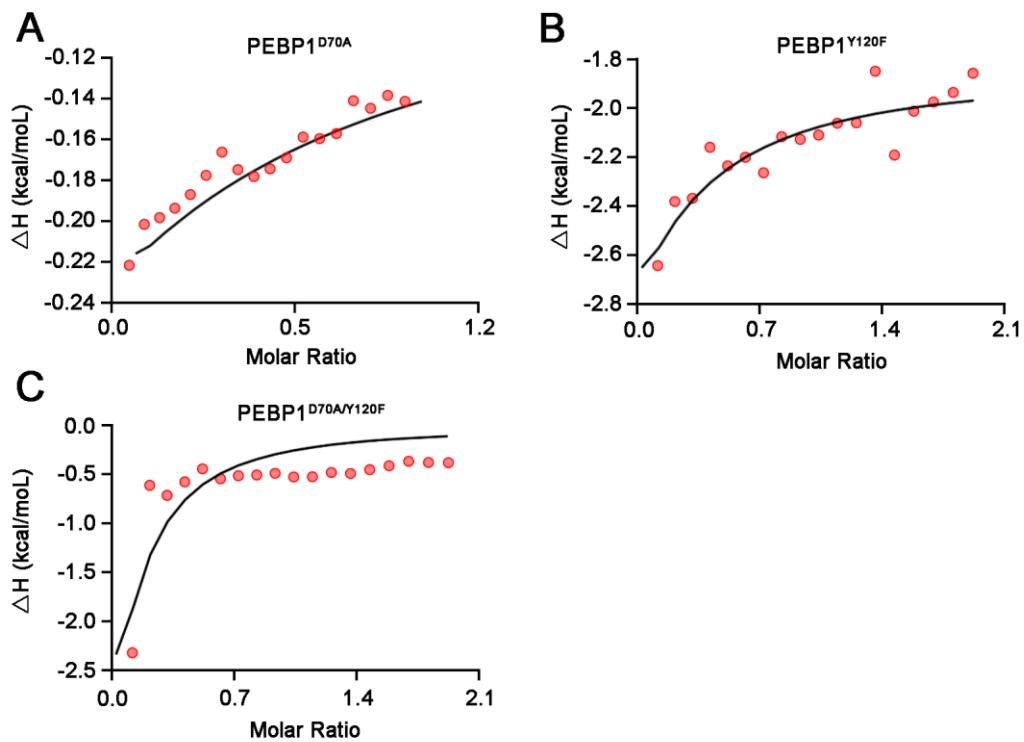 A
PEBP1D70A
-0.12
-0.14
-0.16
-0.18
-0.20
-0.22
-0.24
△H (kcal/moL)
0.0 0.5 1.2
Molar Ratio
B
PEBP1Y120F
-1.8
-2.0
-2.2
-2.4
-2.6
-2.8
△H (kcal/moL)
0.0 0.7 1.4 2.1
Molar Ratio
C
PEBP1D70A/Y120F
0.0
-0.5
-1.0
-1.5
-2.0
-2.5
△H (kcal/moL)
0.0 0.7 1.4 2.1
Molar Ratio